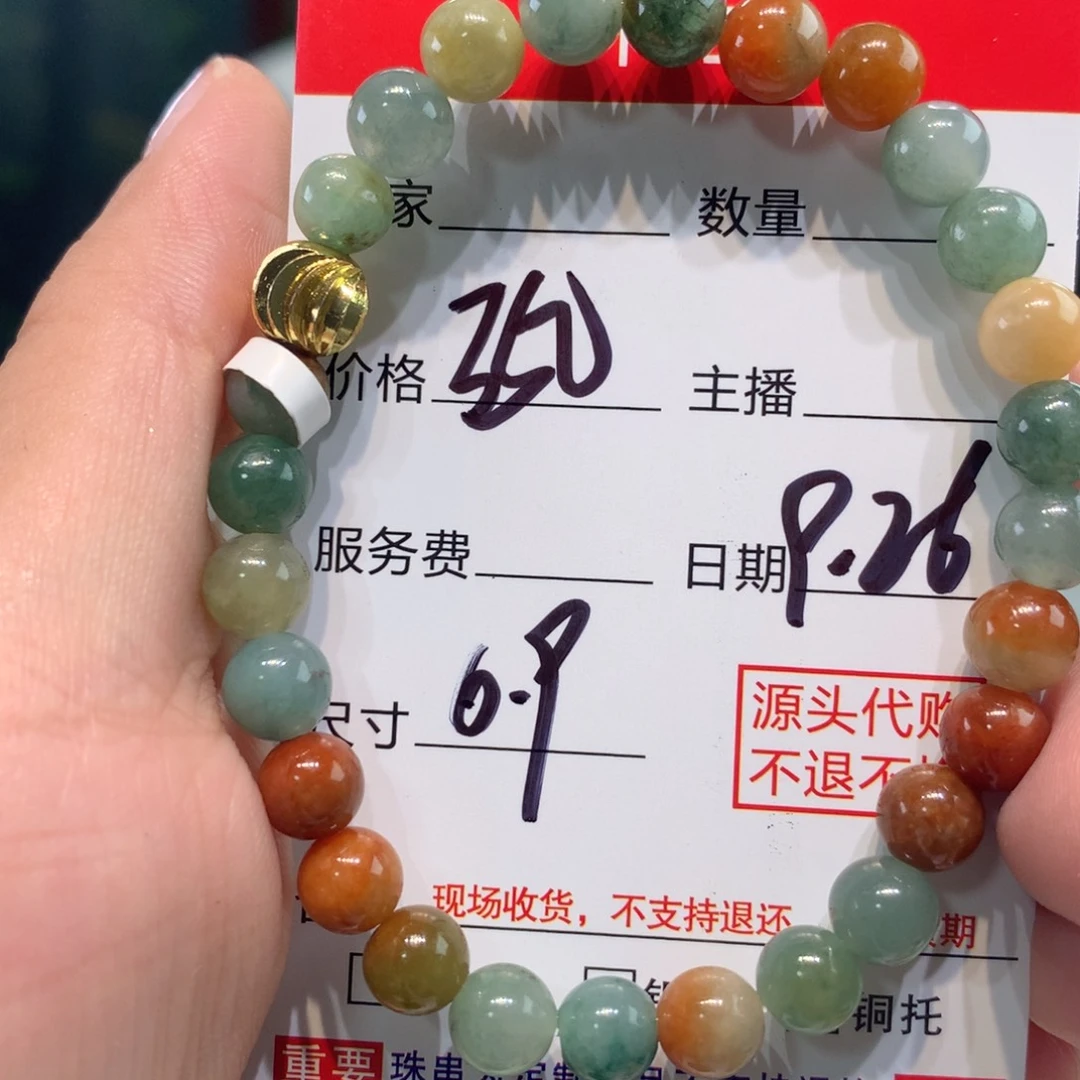 家 数量
价格 350 主播
服务费 日期 9.26
尺寸 6.9
源头代购
不退不
现场收货，不支持退还 期
铜托
重要 珠串